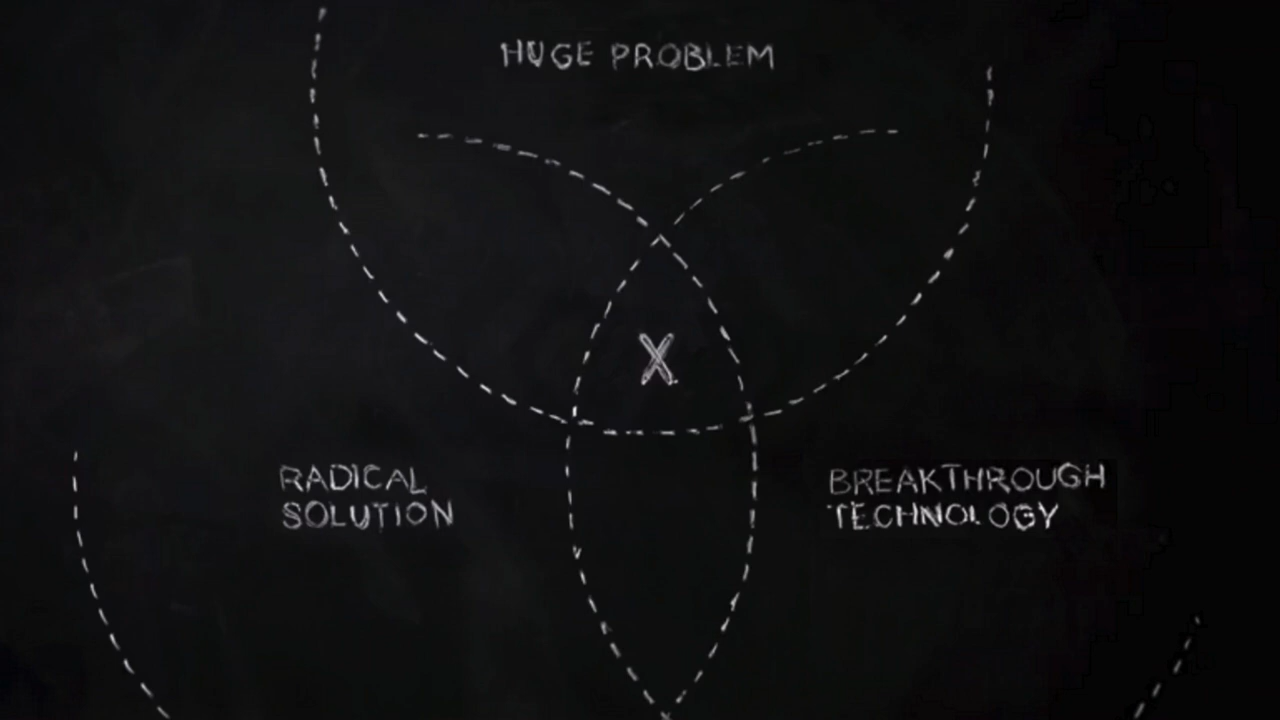 HUGE PROBLEM
X
RADICAL
SOLUTION
BREAKTHROUGH
TECHNOLOGY